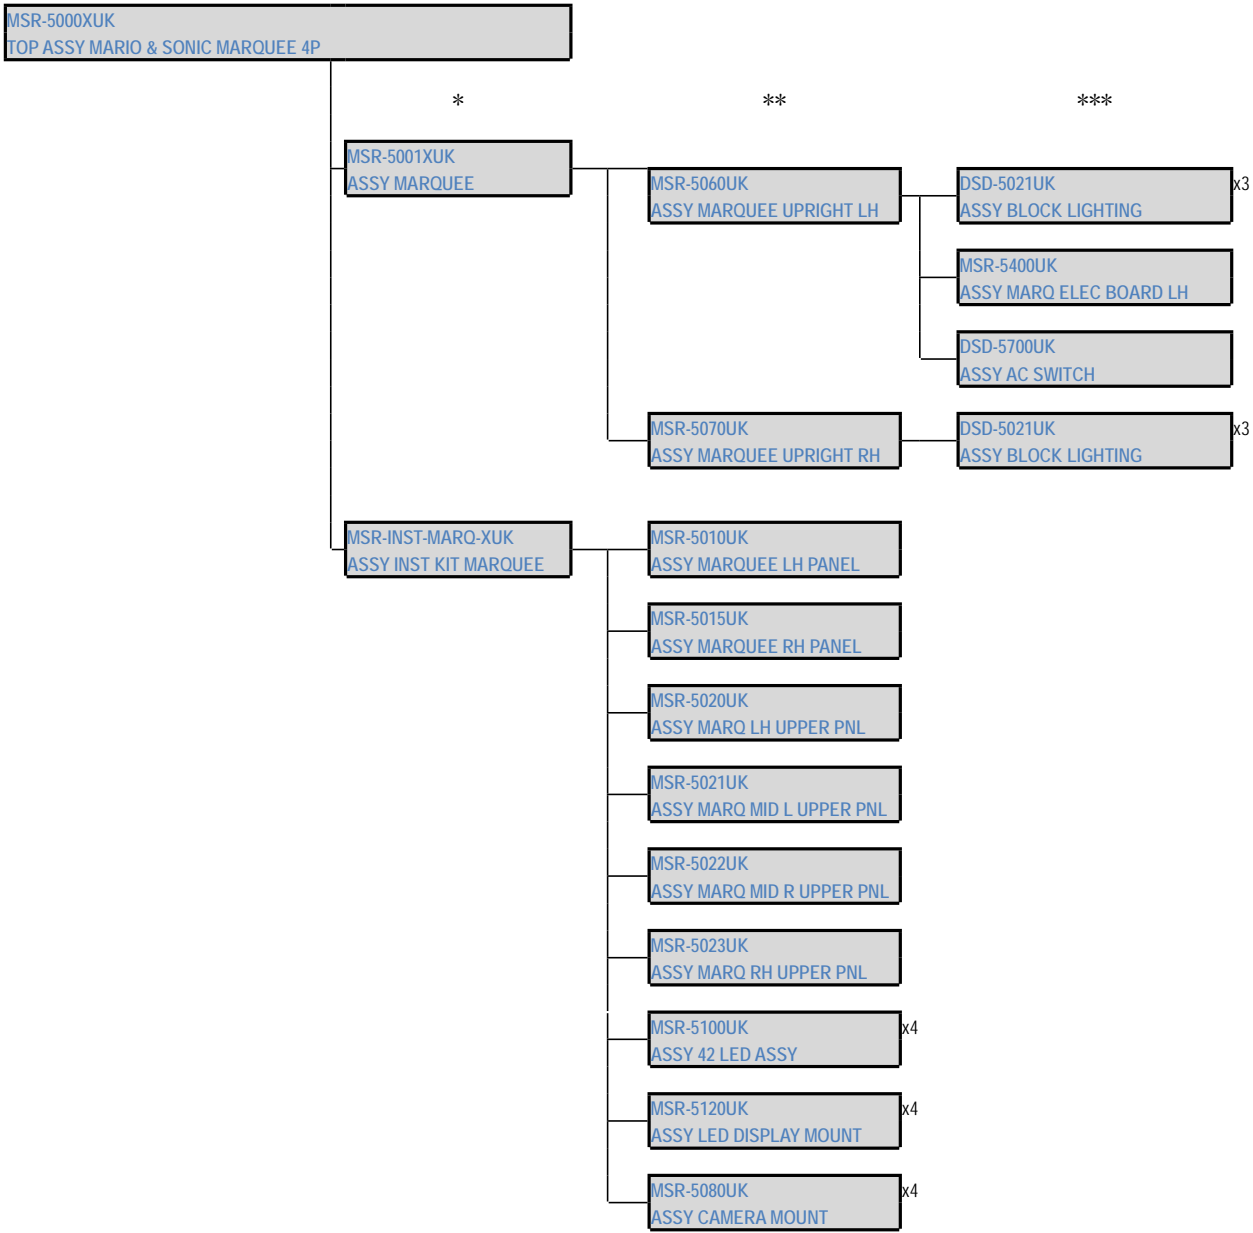 MSR-5000XUK
TOP ASSY MARIO & SONIC MARQUEE 4P
* ** ***
MSR-5001XUK
ASSY MARQUEE
MSR-5060UK
ASSY MARQUEE UPRIGHT LH
DSD-5021UK x3
ASSY BLOCK LIGHTING
MSR-5400UK
ASSY MARQ ELEC BOARD LH
DSD-5700UK
ASSY AC SWITCH
MSR-5070UK
ASSY MARQUEE UPRIGHT RH
DSD-5021UK x3
ASSY BLOCK LIGHTING
MSR-INST-MARQ-XUK
ASSY INST KIT MARQUEE
MSR-5010UK
ASSY MARQUEE LH PANEL
MSR-5015UK
ASSY MARQUEE RH PANEL
MSR-5020UK
ASSY MARQ LH UPPER PNL
MSR-5021UK
ASSY MARQ MID L UPPER PNL
MSR-5022UK
ASSY MARQ MID R UPPER PNL
MSR-5023UK
ASSY MARQ RH UPPER PNL
MSR-5100UK x4
ASSY 42 LED ASSY
MSR-5120UK x4
ASSY LED DISPLAY MOUNT
MSR-5080UK x4
ASSY CAMERA MOUNT